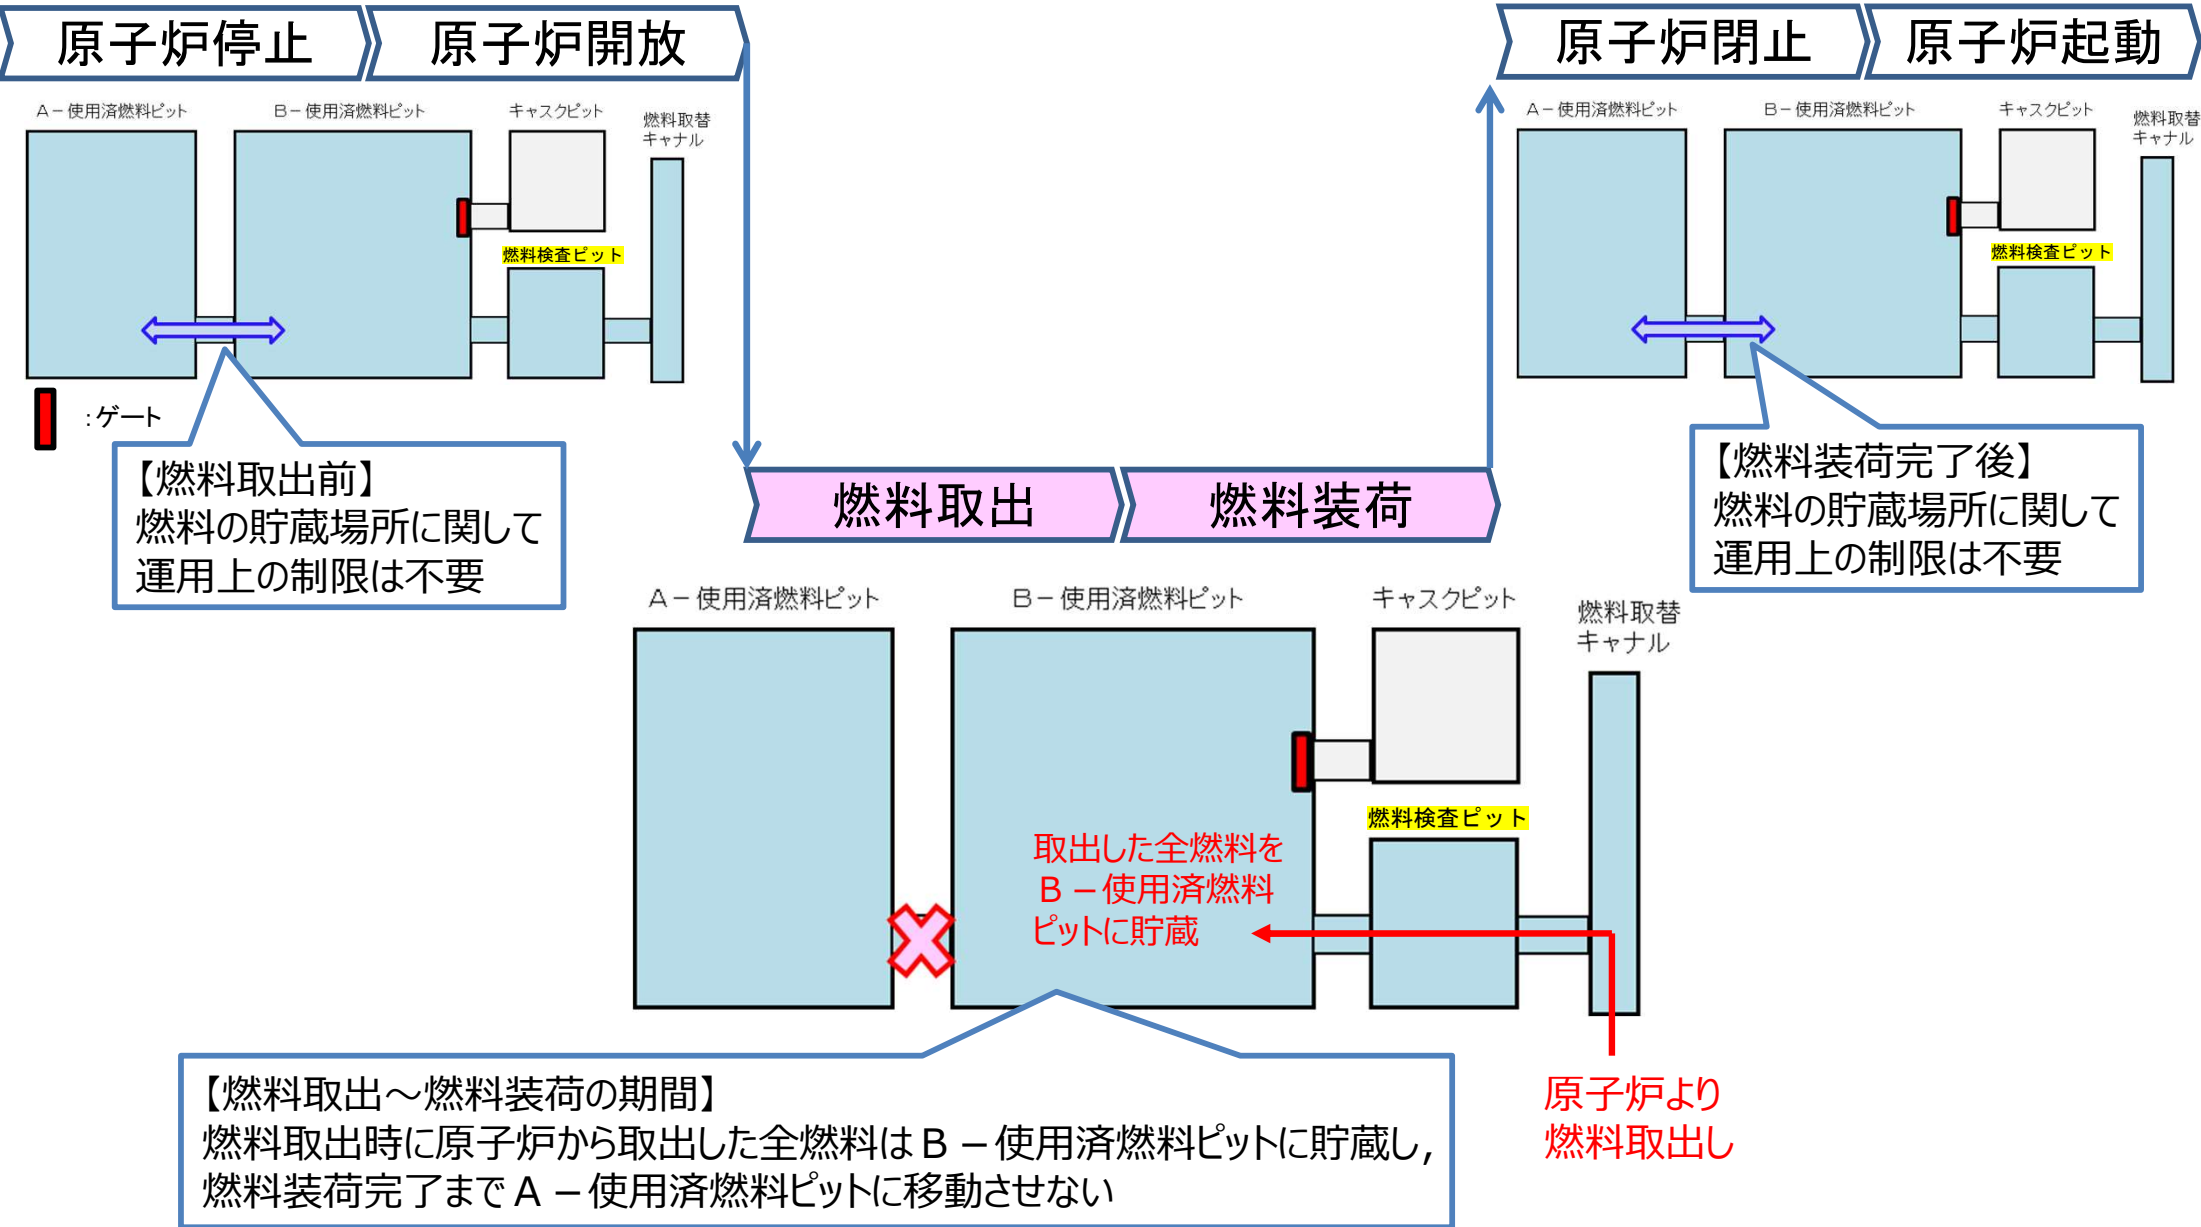 原子炉停止
原子炉開放
原子炉閉止
原子炉起動
A-使用済燃料ピット
B-使用済燃料ピット
キャスクピット
燃料取替
キャナル
燃料検査ピット
:ゲート
【燃料取出前】
燃料の貯蔵場所に関して
運用上の制限は不要
A-使用済燃料ピット
B-使用済燃料ピット
キャスクピット
燃料取替
キャナル
燃料検査ピット
【燃料装荷完了後】
燃料の貯蔵場所に関して
運用上の制限は不要
燃料取出
燃料装荷
A-使用済燃料ピット
B-使用済燃料ピット
キャスクピット
燃料取替
キャナル
燃料検査ピット
取出した全燃料を
B-使用済燃料
ピットに貯蔵
原子炉より
燃料取出し
【燃料取出~燃料装荷の期間】
燃料取出時に原子炉から取出した全燃料はB-使用済燃料ピットに貯蔵し,
燃料装荷完了までA-使用済燃料ピットに移動させない